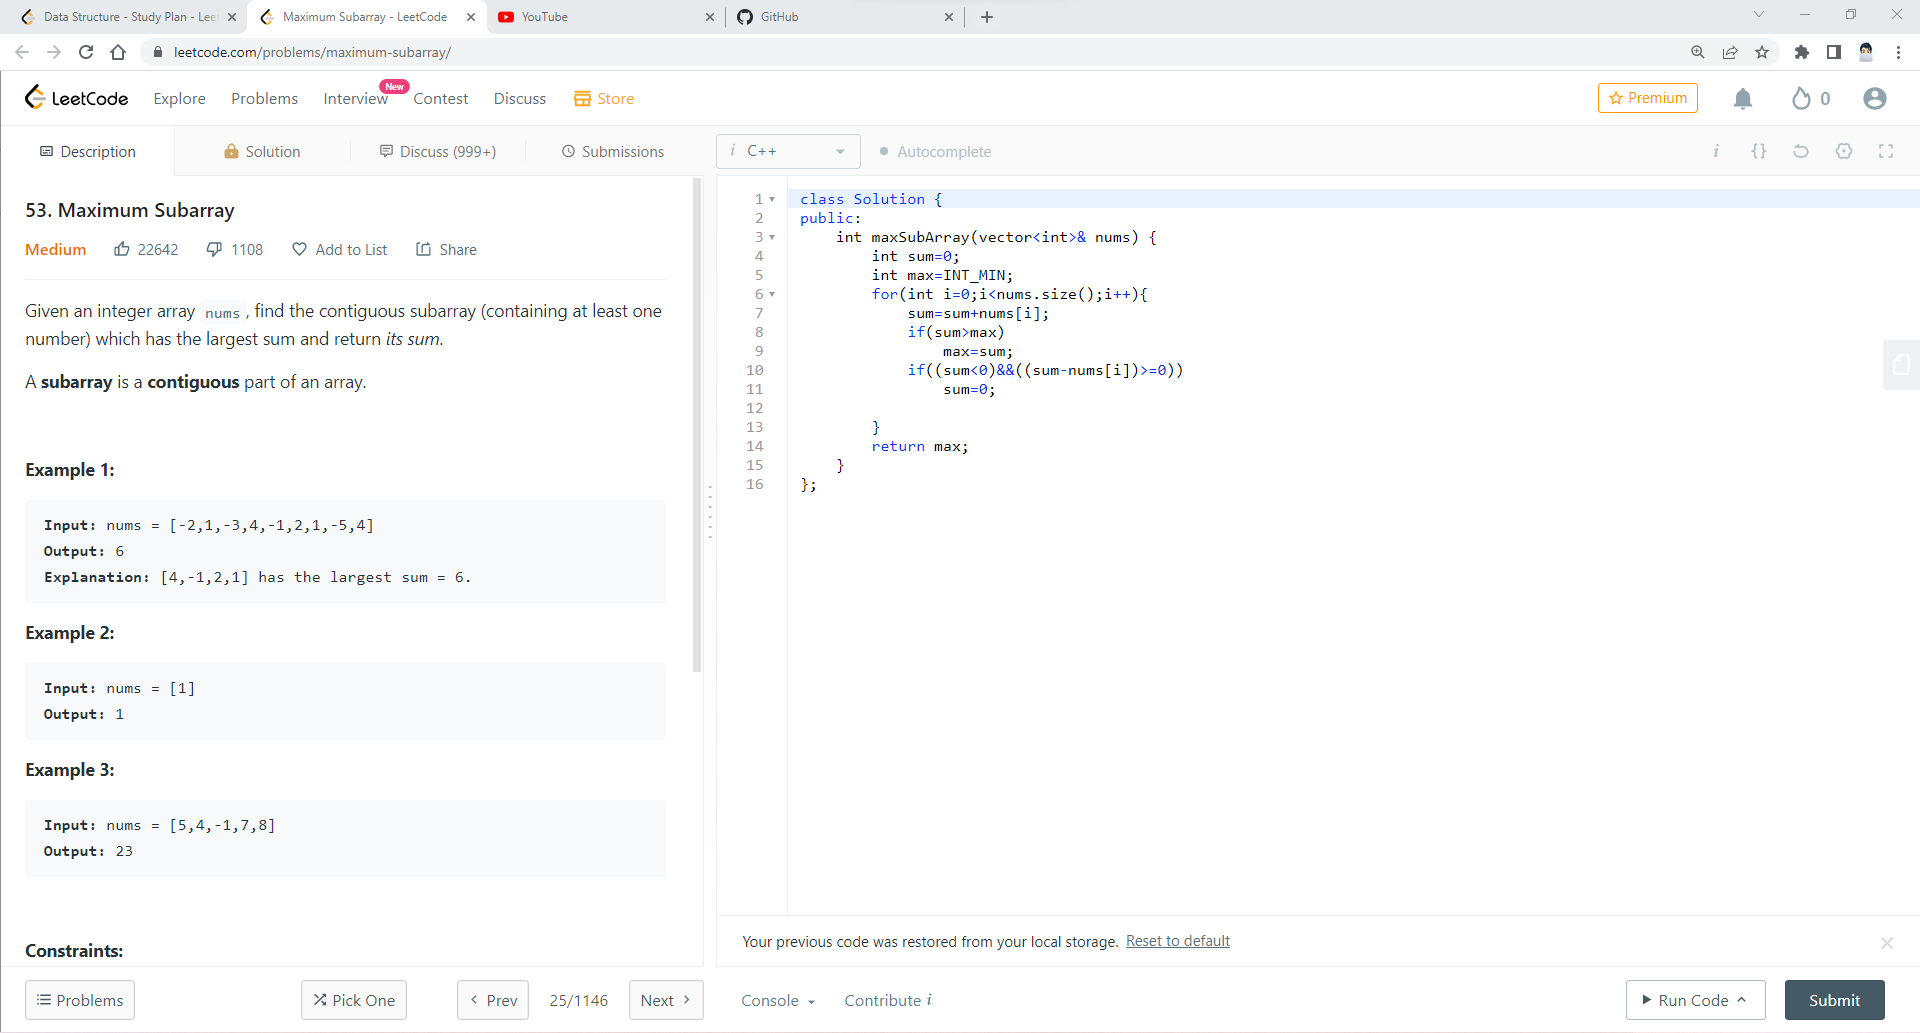 Data Structure - Study Plan - Leet
Maximum Subarray - LeetCode
YouTube
GitHub
leetcode.com/problems/maximum-subarray/
LeetCode
Explore
Problems
Interview
New
Contest
Discuss
Store
Premium
0
Description
Solution
Discuss (999+)
Submissions
i C++
Autocomplete
i
{}
53. Maximum Subarray
Medium
22642
1108
Add to List
Share
Given an integer array nums, find the contiguous subarray (containing at least one
number) which has the largest sum and return its sum.
A subarray is a contiguous part of an array.
Example 1:
Input: nums = [-2,1,-3,4,-1,2,1,-5,4]
Output: 6
Explanation: [4,-1,2,1] has the largest sum = 6.
Example 2:
Input: nums = [1]
Output: 1
Example 3:
Input: nums = [5,4,-1,7,8]
Output: 23
Constraints:
1 class Solution {
2 public:
3     int maxSubArray(vector<int>& nums) {
4         int sum=0;
5         int max=INT_MIN;
6         for(int i=0;i<nums.size();i++){
7             sum=sum+nums[i];
8             if(sum>max)
9                 max=sum;
10             if((sum<0)&&((sum-nums[i])>=0))
11                 sum=0;
12
13         }
14         return max;
15     }
16 };
Your previous code was restored from your local storage. Reset to default
Problems
Pick One
Prev
25/1146
Next
Console
Contribute i
Run Code
Submit